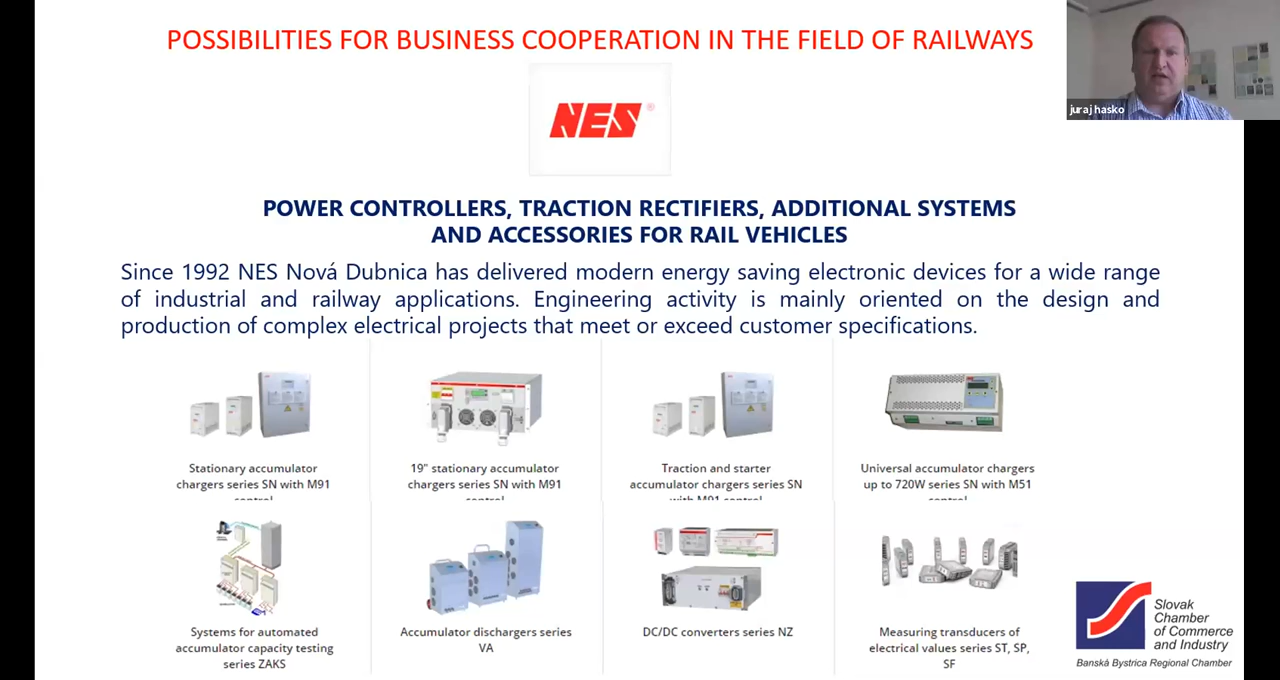 POSSIBILITIES FOR BUSINESS COOPERATION IN THE FIELD OF RAILWAYS
juraj hasko
NES®
POWER CONTROLLERS, TRACTION RECTIFIERS, ADDITIONAL SYSTEMS
AND ACCESSORIES FOR RAIL VEHICLES
Since 1992 NES Nová Dubnica has delivered modern energy saving electronic devices for a wide range
of industrial and railway applications. Engineering activity is mainly oriented on the design and
production of complex electrical projects that meet or exceed customer specifications.
Stationary accumulator
chargers series SN with M91
control
19" stationary accumulator
chargers series SN with M91
control
Traction and starter
accumulator chargers series SN
with M91 control
Universal accumulator chargers
up to 720W series SN with M51
control
Systems for automated
accumulator capacity testing
series ZAKS
Accumulator dischargers series
VA
DC/DC converters series NZ
Measuring transducers of
electrical values series ST, SP,
SF
Slovak
Chamber
of Commerce
and Industry
Banská Bystrica Regional Chamber